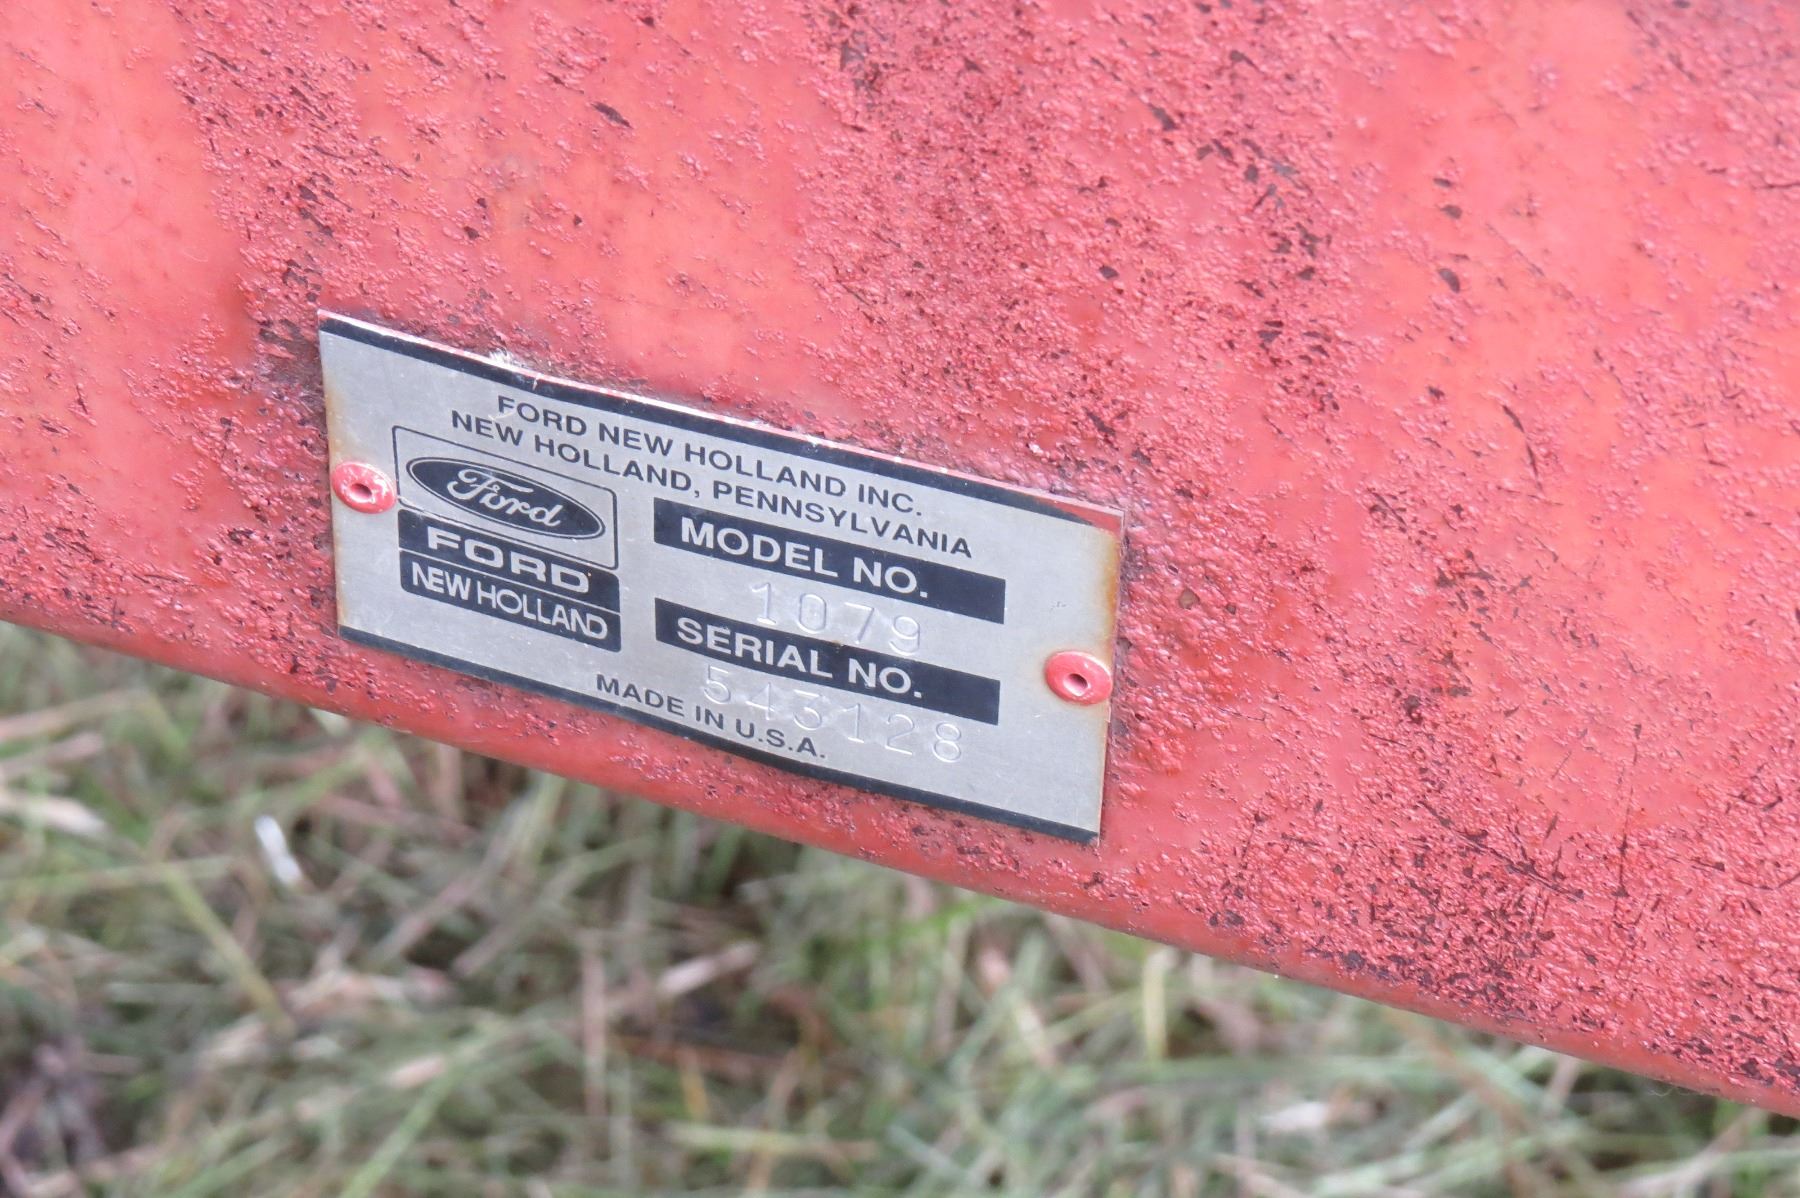 FORD NEW HOLLAND INC.
NEW HOLLAND, PENNSYLVANIA
Ford
FORD
NEW HOLLAND
MODEL NO.
1079
SERIAL NO.
543128
MADE IN U.S.A.